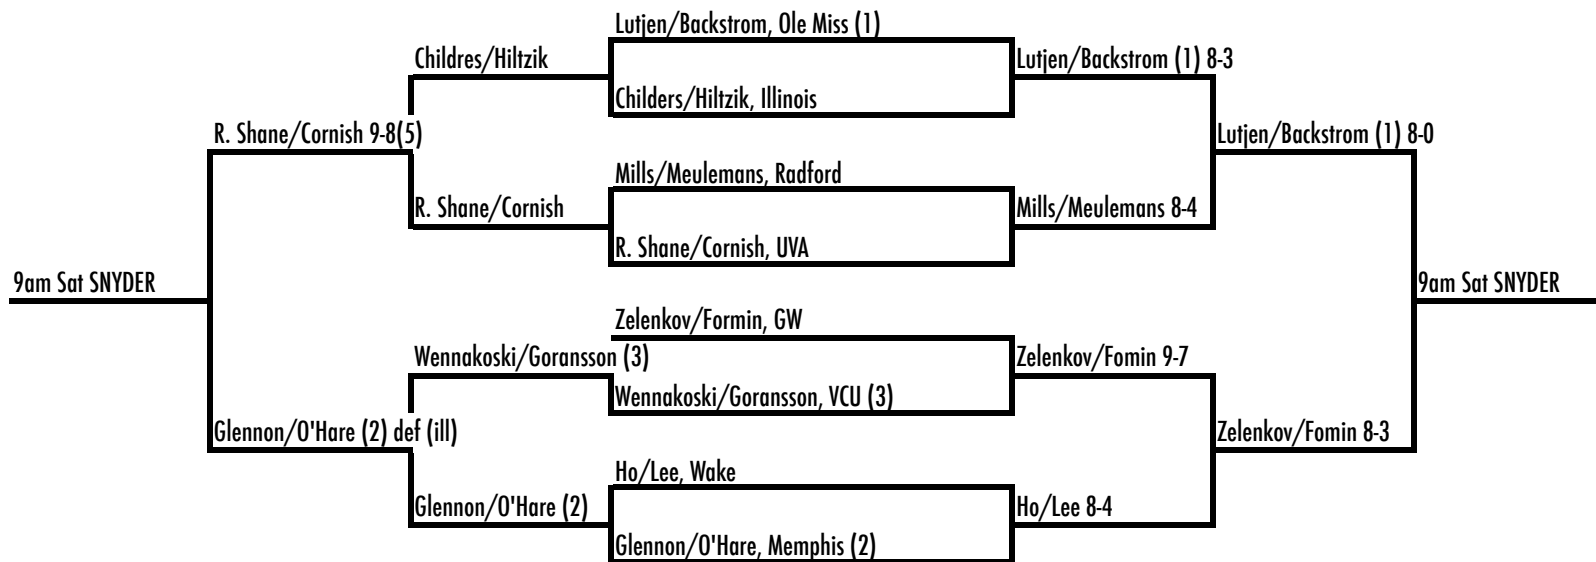 Lutjen/Backstrom, Ole Miss (1)
Childres/Hiltzik
Lutjen/Backstrom (1) 8-3
Childers/Hiltzik, Illinois
R. Shane/Cornish 9-8(5)
Lutjen/Backstrom (1) 8-0
Mills/Meulemans, Radford
R. Shane/Cornish
Mills/Meulemans 8-4
R. Shane/Cornish, UVA
9am Sat SNYDER
9am Sat SNYDER
Zelenkov/Formin, GW
Wennakoski/Goransson (3)
Zelenkov/Fomin 9-7
Wennakoski/Goransson, VCU (3)
Glennon/O'Hare (2) def (ill)
Zelenkov/Fomin 8-3
Ho/Lee, Wake
Glennon/O'Hare (2)
Ho/Lee 8-4
Glennon/O'Hare, Memphis (2)